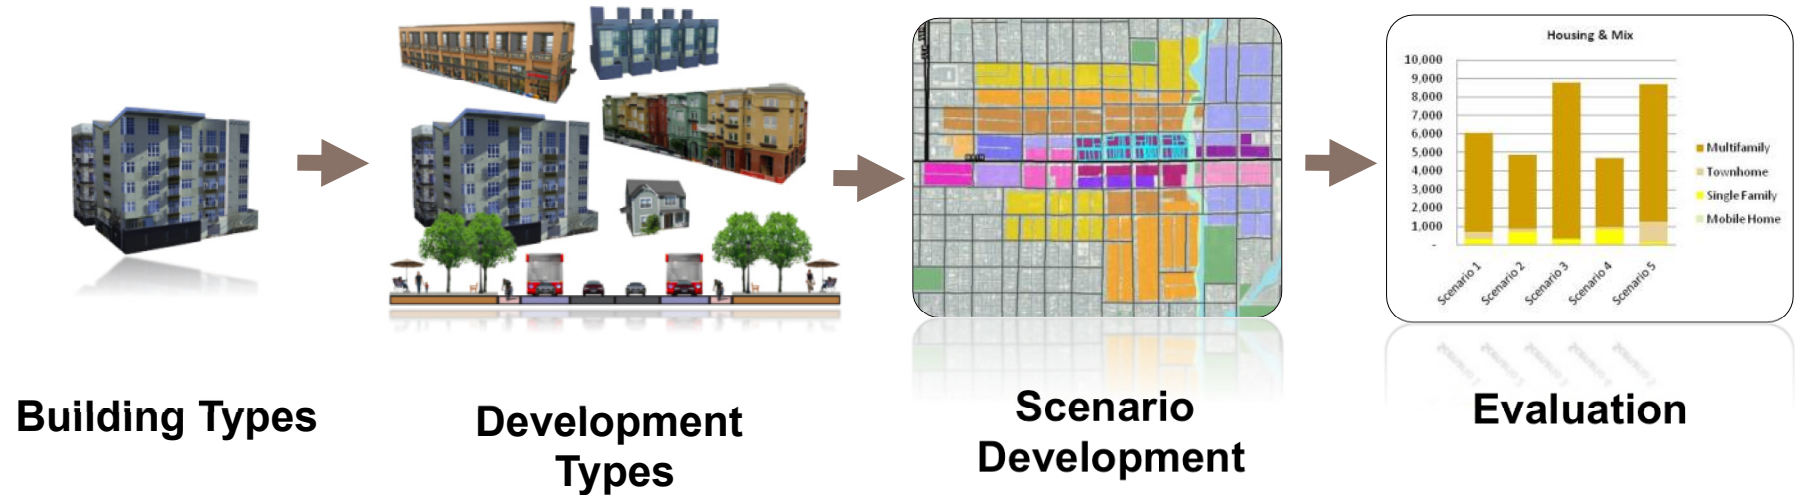 Building Types
Development
Types
Scenario
Development
Housing & Mix
10,000
9,000
8,000
7,000
6,000
5,000
4,000
3,000
2,000
1,000
-
Multifamily
Townhome
Single Family
Mobile Home
Scenario 1
Scenario 2
Scenario 3
Scenario 4
Scenario 5
Evaluation